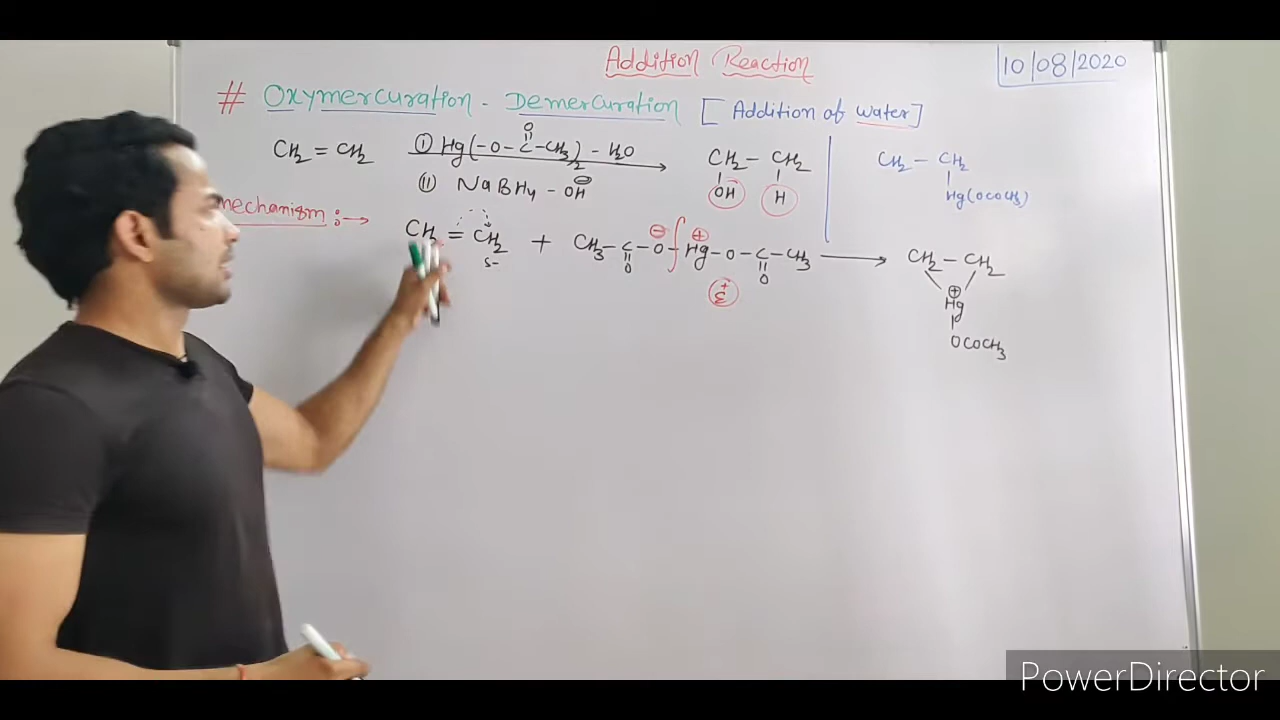 Addition Reaction
10/08/2020
# Oxymercuration - Demercuration [Addition of water]
CH2 = CH2 (i) Hg(-O-C-CH3)2 - H2O
O
(ii) NaBH4 - OH⊖
CH2 - CH2
OH H
CH2 - CH2
Hg(OCOCH3)
mechanism :→
CH2 = CH2 + CH3-C-O-Hg-O-C-CH3 → CH2 - CH2
⊖ ⊕
δ- O O
E+
⊕
Hg
OCOCH3
PowerDirector